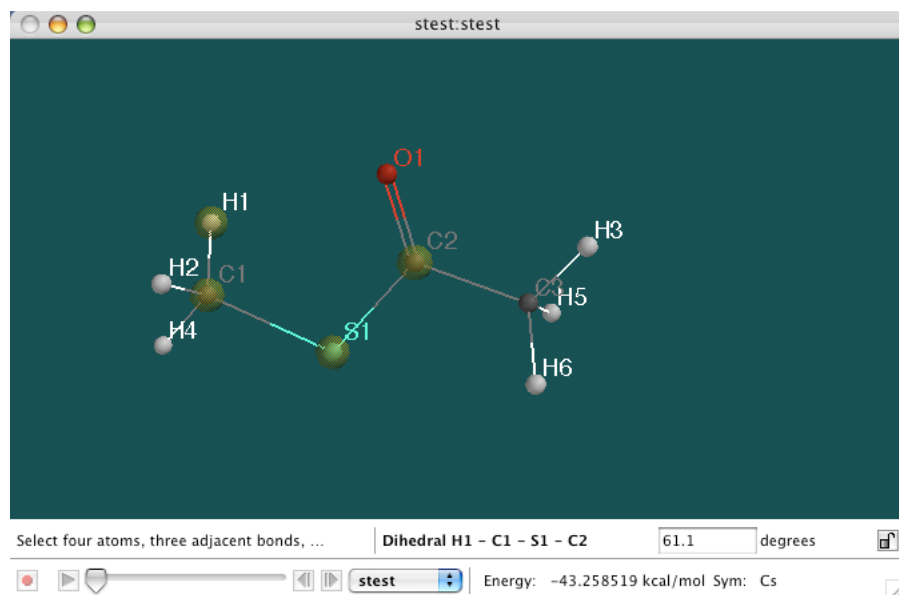 stest:stest
O1
H1
C2
H3
H2 C1
C3
H5
H4
S1
H6
Select four atoms, three adjacent bonds, ... Dihedral H1 - C1 - S1 - C2 61.1 degrees
stest Energy: -43.258519 kcal/mol Sym: Cs